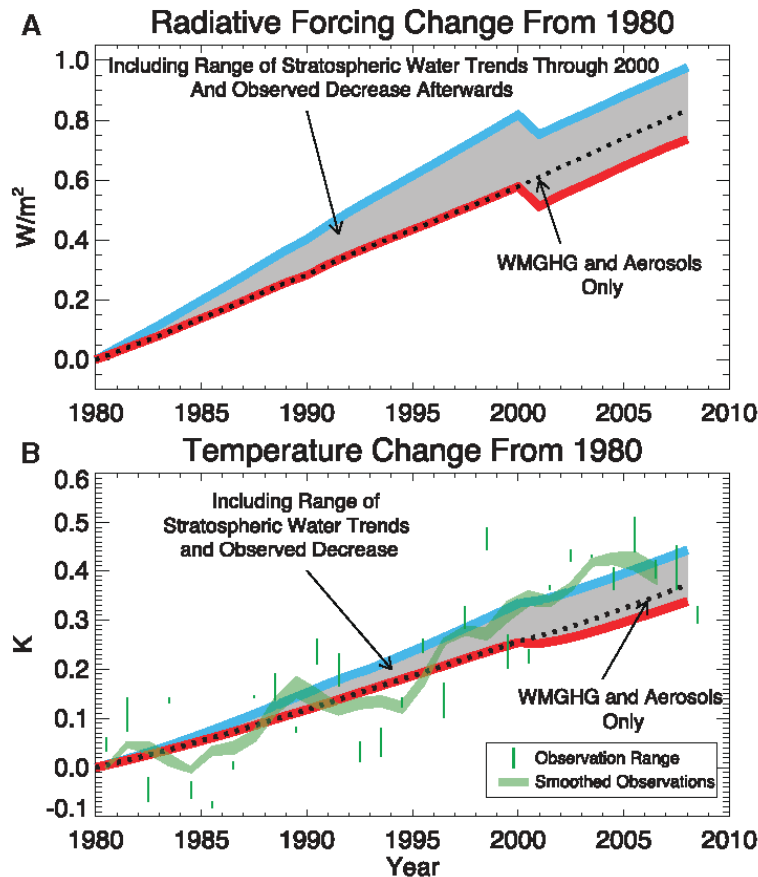 A
Radiative Forcing Change From 1980
Including Range of Stratospheric Water Trends Through 2000
And Observed Decrease Afterwards
1.0
0.8
0.6
0.4
0.2
0.0
W/m²
WMGHG and Aerosols
Only
1980 1985 1990 1995 2000 2005 2010
B
Temperature Change From 1980
0.6
0.5
0.4
0.3
0.2
0.1
0.0
-0.1
K
Including Range of
Stratospheric Water Trends
and Observed Decrease
WMGHG and Aerosols
Only
Observation Range
Smoothed Observations
1980 1985 1990 1995 2000 2005 2010
Year